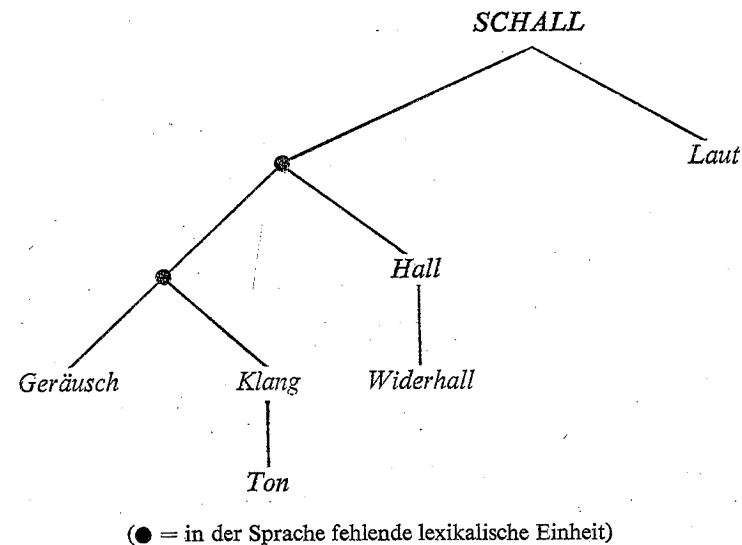 SCHALL
Laut
Hall
Geräusch Klang Widerhall
Ton
(● = in der Sprache fehlende lexikalische Einheit)